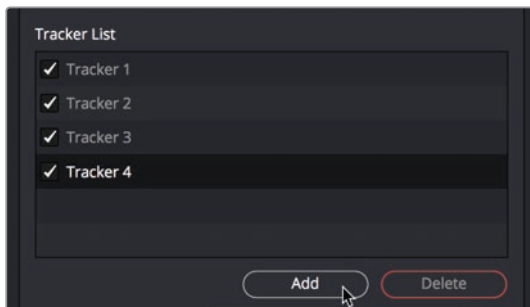 Tracker List
Tracker 1
Tracker 2
Tracker 3
Tracker 4
Add Delete